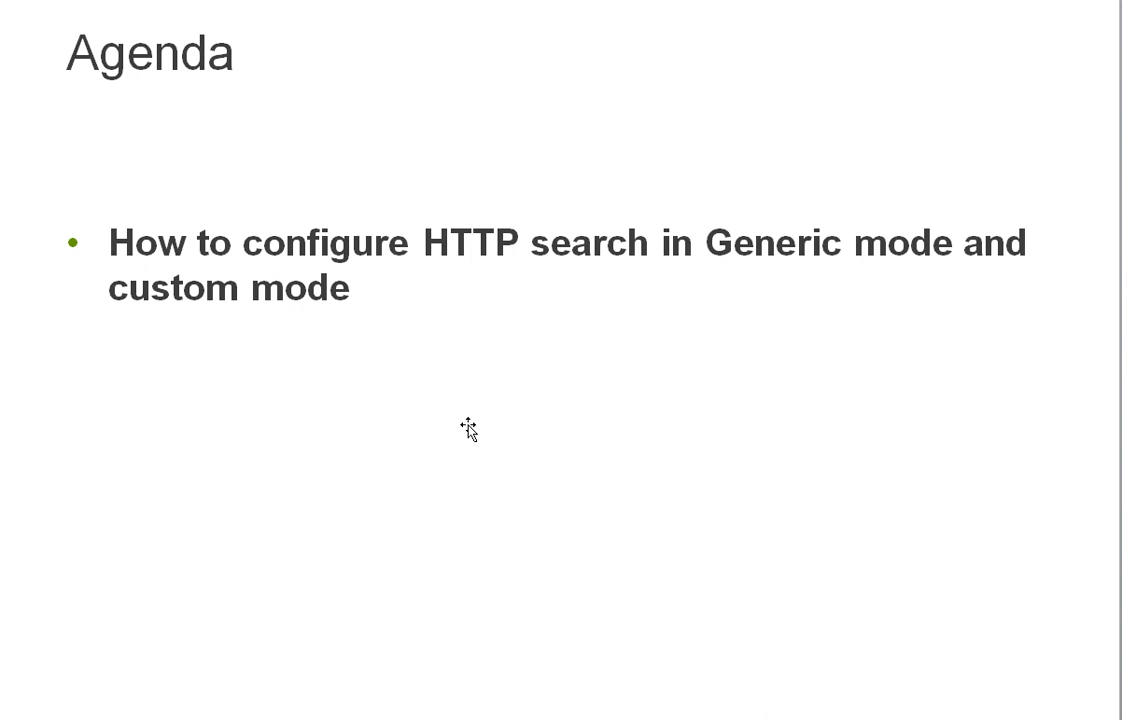 Agenda
• How to configure HTTP search in Generic mode and
custom mode